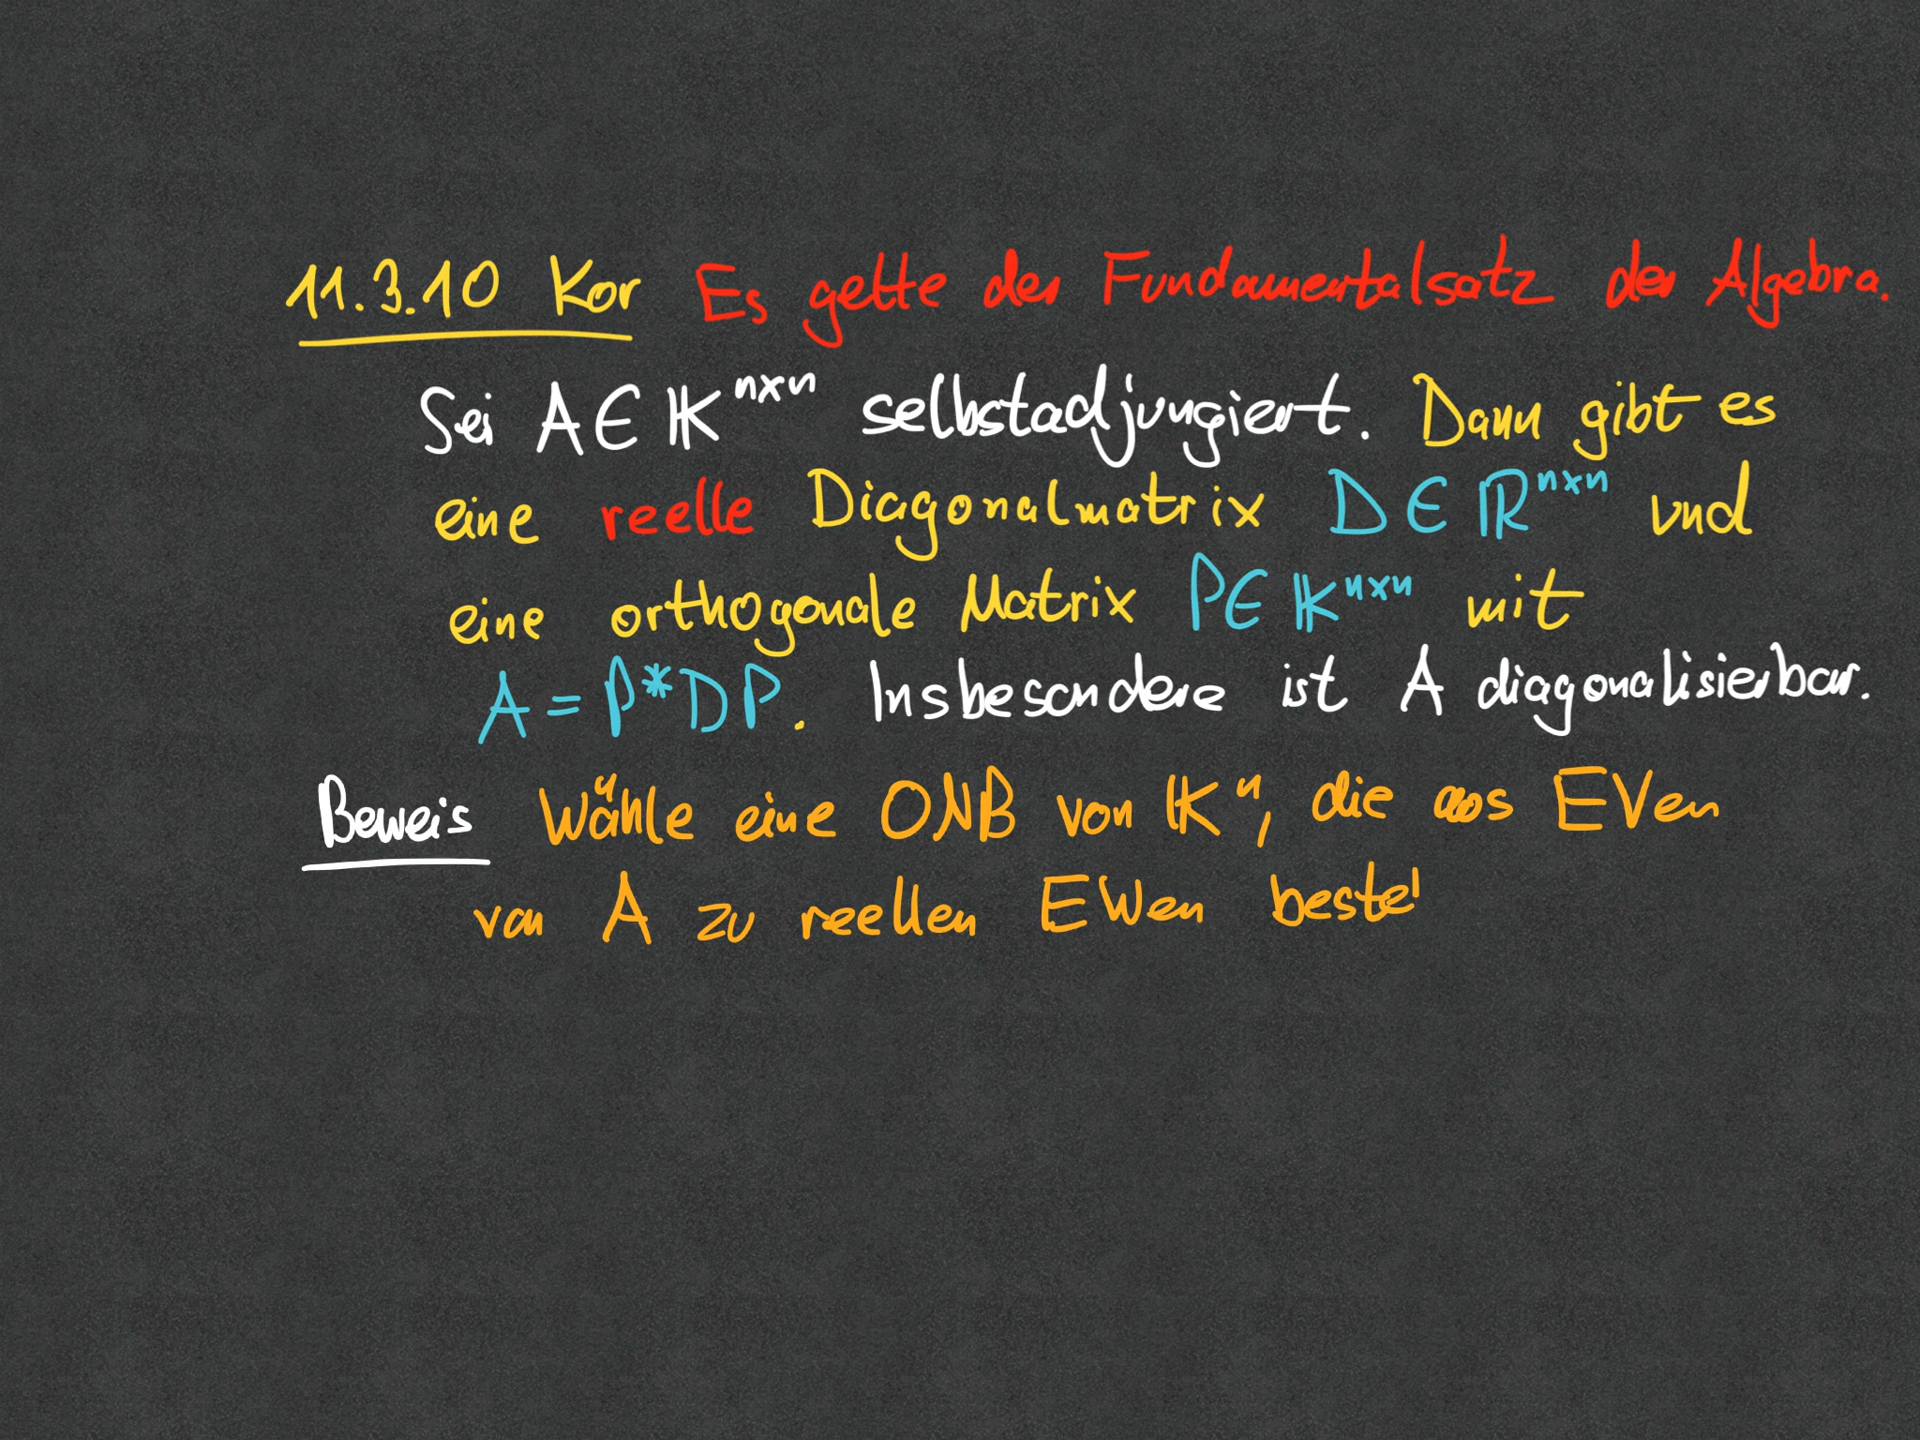 11.3.10 Kor Es gelte der Fundamentalsatz der Algebra.
Sei A ∈ 𝕂ⁿˣⁿ selbstadjungiert. Dann gibt es
eine reelle Diagonalmatrix D ∈ ℝⁿˣⁿ und
eine orthogonale Matrix P ∈ 𝕂ⁿˣⁿ mit
A = P*DP. Insbesondere ist A diagonalisierbar.
Beweis Wähle eine ONB von 𝕂ⁿ, die aus EVen
von A zu reellen EWen beste